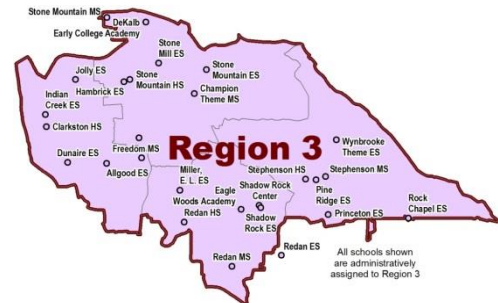 Stone Mountain MS
DeKalb
Early College Academy
Stone
Mill ES
Stone
Mountain ES
Jolly ES
Hambrick ES
Stone
Mountain HS
Champion
Theme MS
Indian
Creek ES
Clarkston HS
Dunaire ES
Freedom MS
Allgood ES
Region 3
Wynbrooke
Theme ES
Miller,
E. L. ES
Stephenson HS
Stephenson MS
Eagle
Woods Academy
Shadow Rock
Center
Pine
Ridge ES
Rock
Chapel ES
Redan HS
Shadow
Rock ES
Princeton ES
Redan MS
Redan ES
All schools shown
are administratively
assigned to Region 3